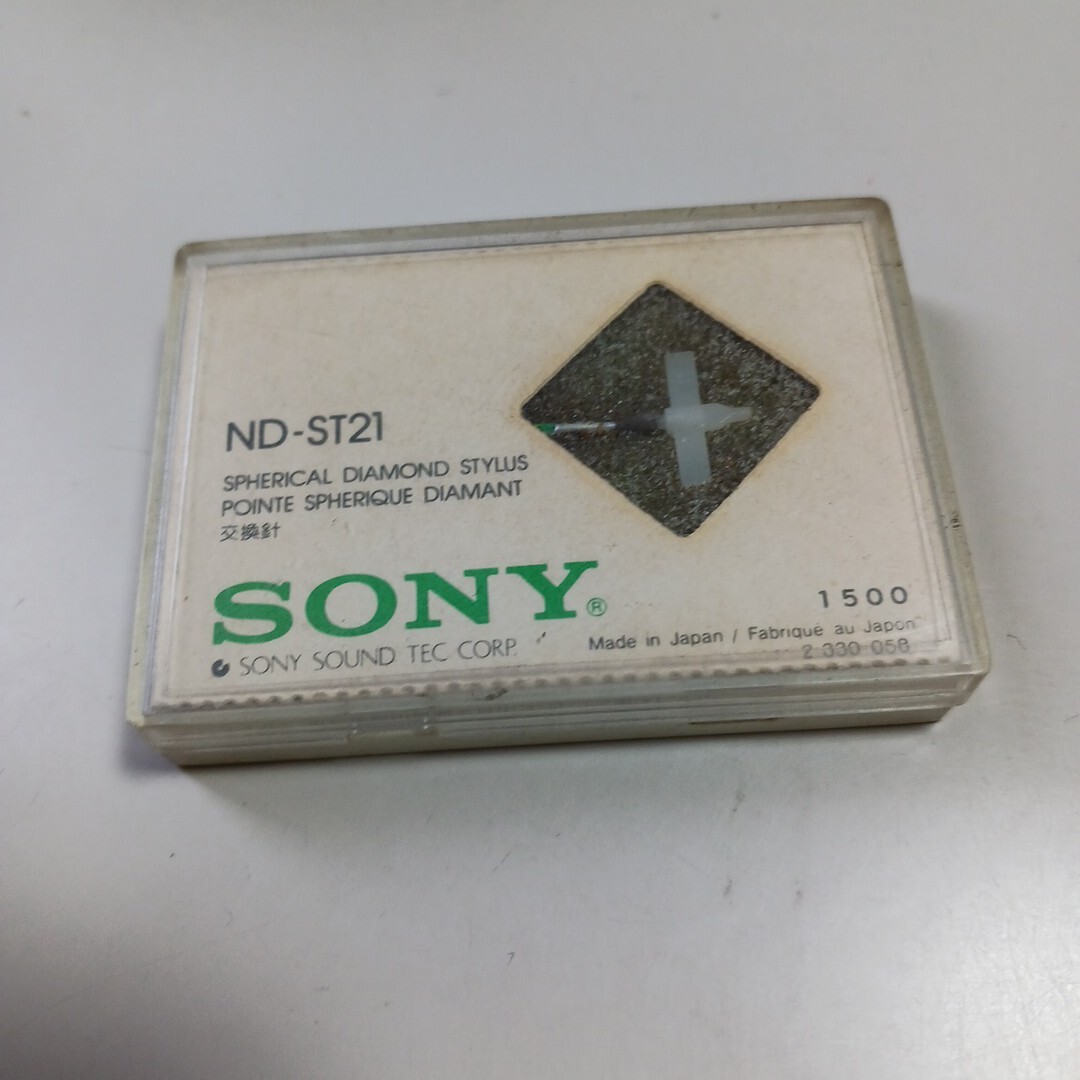 ND-ST21
SPHERICAL DIAMOND STYLUS
POINTE SPHERIQUE DIAMANT
交換針
SONY®
SONY SOUND TEC CORP.
1500
Made in Japan / Fabriqué au Japon
2 330 056